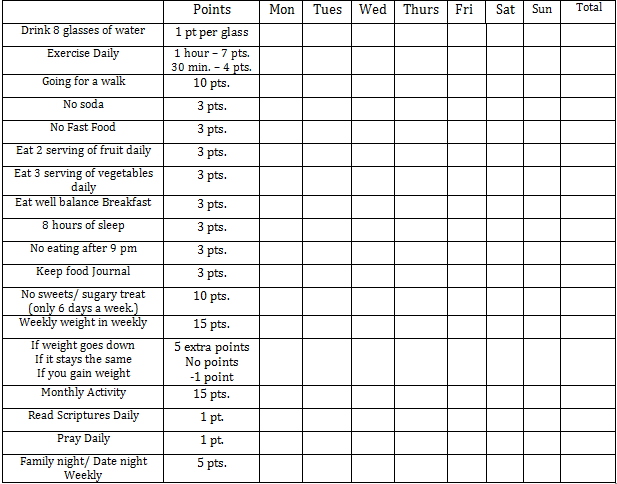 Points Mon Tues Wed Thurs Fri Sat Sun Total
Drink 8 glasses of water 1 pt per glass
Exercise Daily 1 hour – 7 pts.
30 min. – 4 pts.
Going for a walk 10 pts.
No soda 3 pts.
No Fast Food 3 pts.
Eat 2 serving of fruit daily 3 pts.
Eat 3 serving of vegetables 3 pts.
daily
Eat well balance Breakfast 3 pts.
8 hours of sleep 3 pts.
No eating after 9 pm 3 pts.
Keep food Journal 3 pts.
No sweets/ sugary treat 10 pts.
(only 6 days a week.)
Weekly weight in weekly 15 pts.
If weight goes down 5 extra points
If it stays the same No points
If you gain weight -1 point
Monthly Activity 15 pts.
Read Scriptures Daily 1 pt.
Pray Daily 1 pt.
Family night/ Date night 5 pts.
Weekly